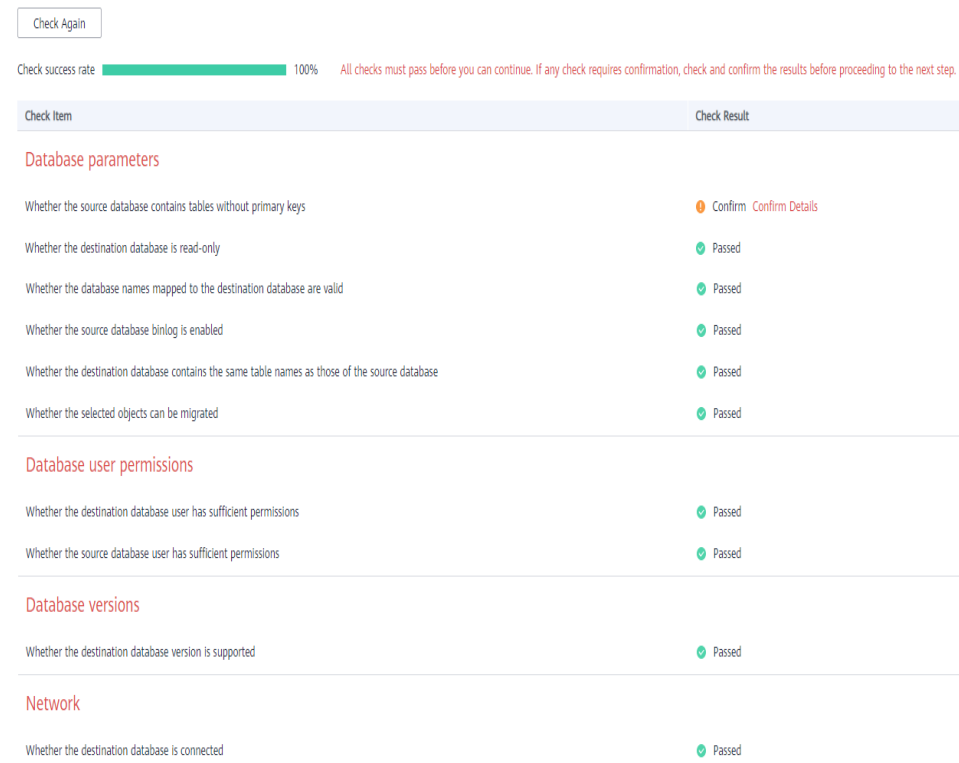 Check Again
Check success rate 100% All checks must pass before you can continue. If any check requires confirmation, check and confirm the results before proceeding to the next step.
Check Item Check Result
Database parameters
Whether the source database contains tables without primary keys Confirm Confirm Details
Whether the destination database is read-only Passed
Whether the database names mapped to the destination database are valid Passed
Whether the source database binlog is enabled Passed
Whether the destination database contains the same table names as those of the source database Passed
Whether the selected objects can be migrated Passed
Database user permissions
Whether the destination database user has sufficient permissions Passed
Whether the source database user has sufficient permissions Passed
Database versions
Whether the destination database version is supported Passed
Network
Whether the destination database is connected Passed